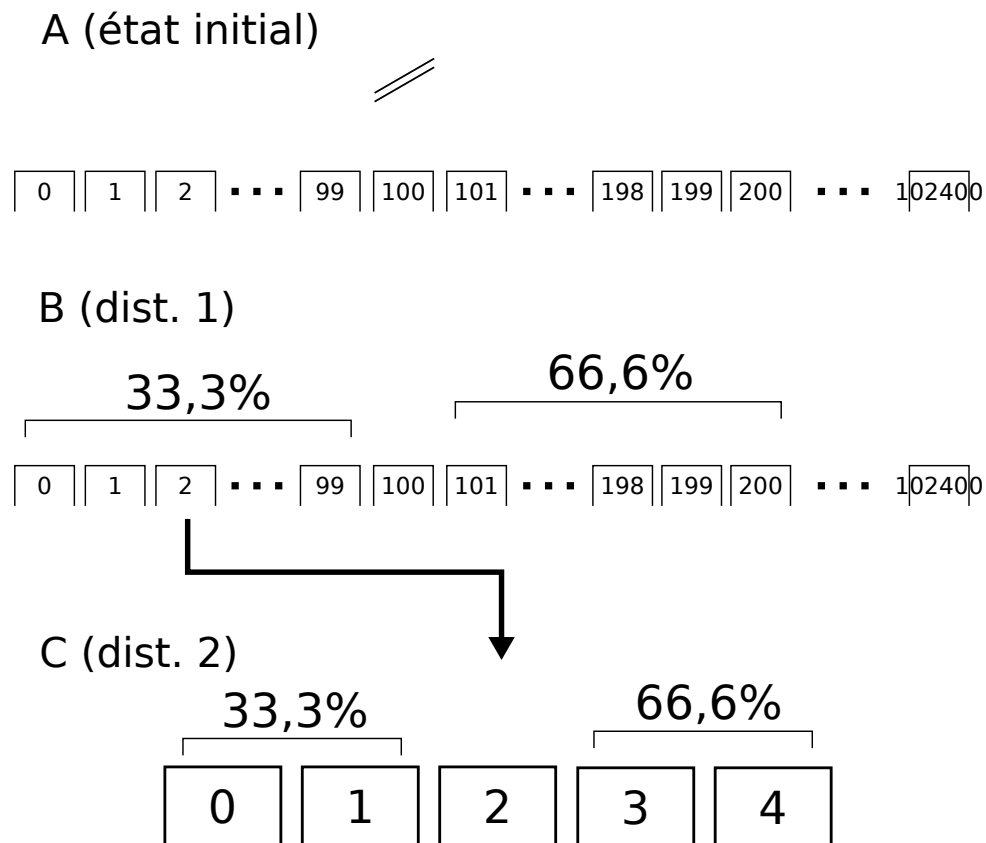 A (état initial)
0 1 2 ... 99 100 101 ... 198 199 200 ... 102400
B (dist. 1)
33,3% 66,6%
0 1 2 ... 99 100 101 ... 198 199 200 ... 102400
C (dist. 2)
33,3% 66,6%
0 1 2 3 4